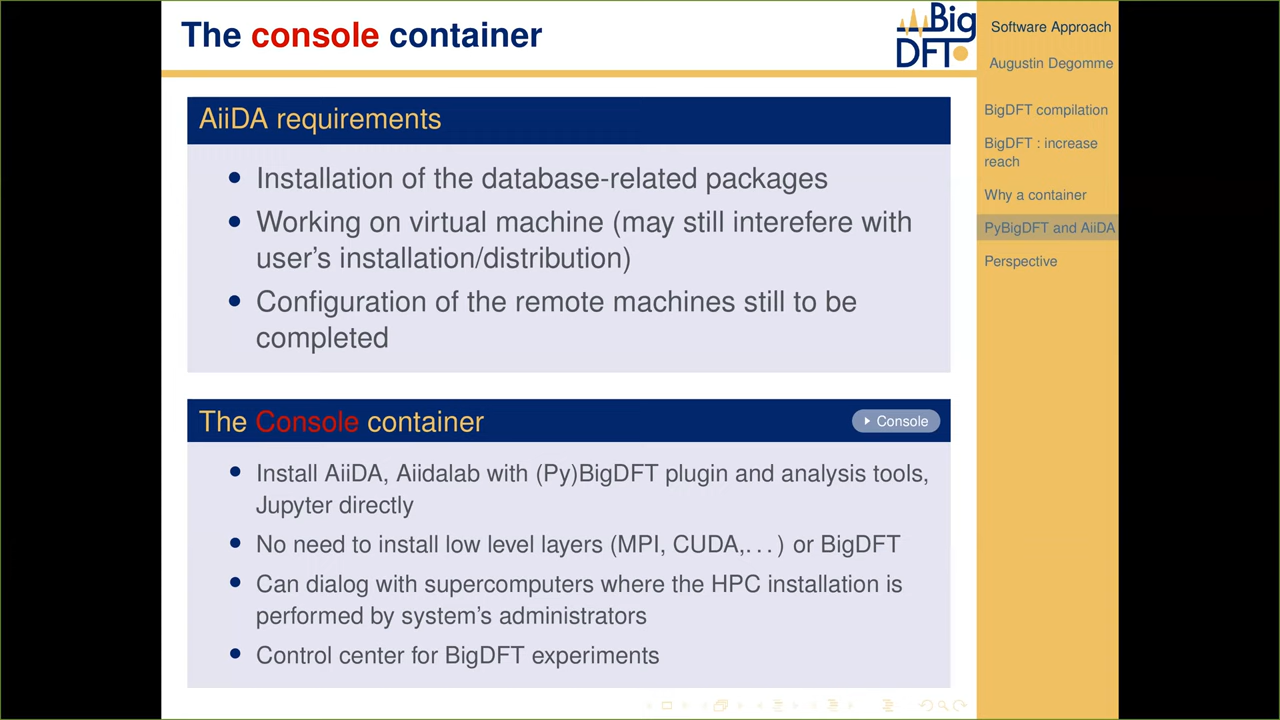 The console container
Big
DFT
AiiDA requirements
Installation of the database-related packages
Working on virtual machine (may still interefere with
user's installation/distribution)
Configuration of the remote machines still to be
completed
The Console container
Console
Install AiiDA, Aiidalab with (Py)BigDFT plugin and analysis tools,
Jupyter directly
No need to install low level layers (MPI, CUDA,. . . ) or BigDFT
Can dialog with supercomputers where the HPC installation is
performed by system's administrators
Control center for BigDFT experiments
Software Approach
Augustin Degomme
BigDFT compilation
BigDFT : increase
reach
Why a container
PyBigDFT and AiiDA
Perspective